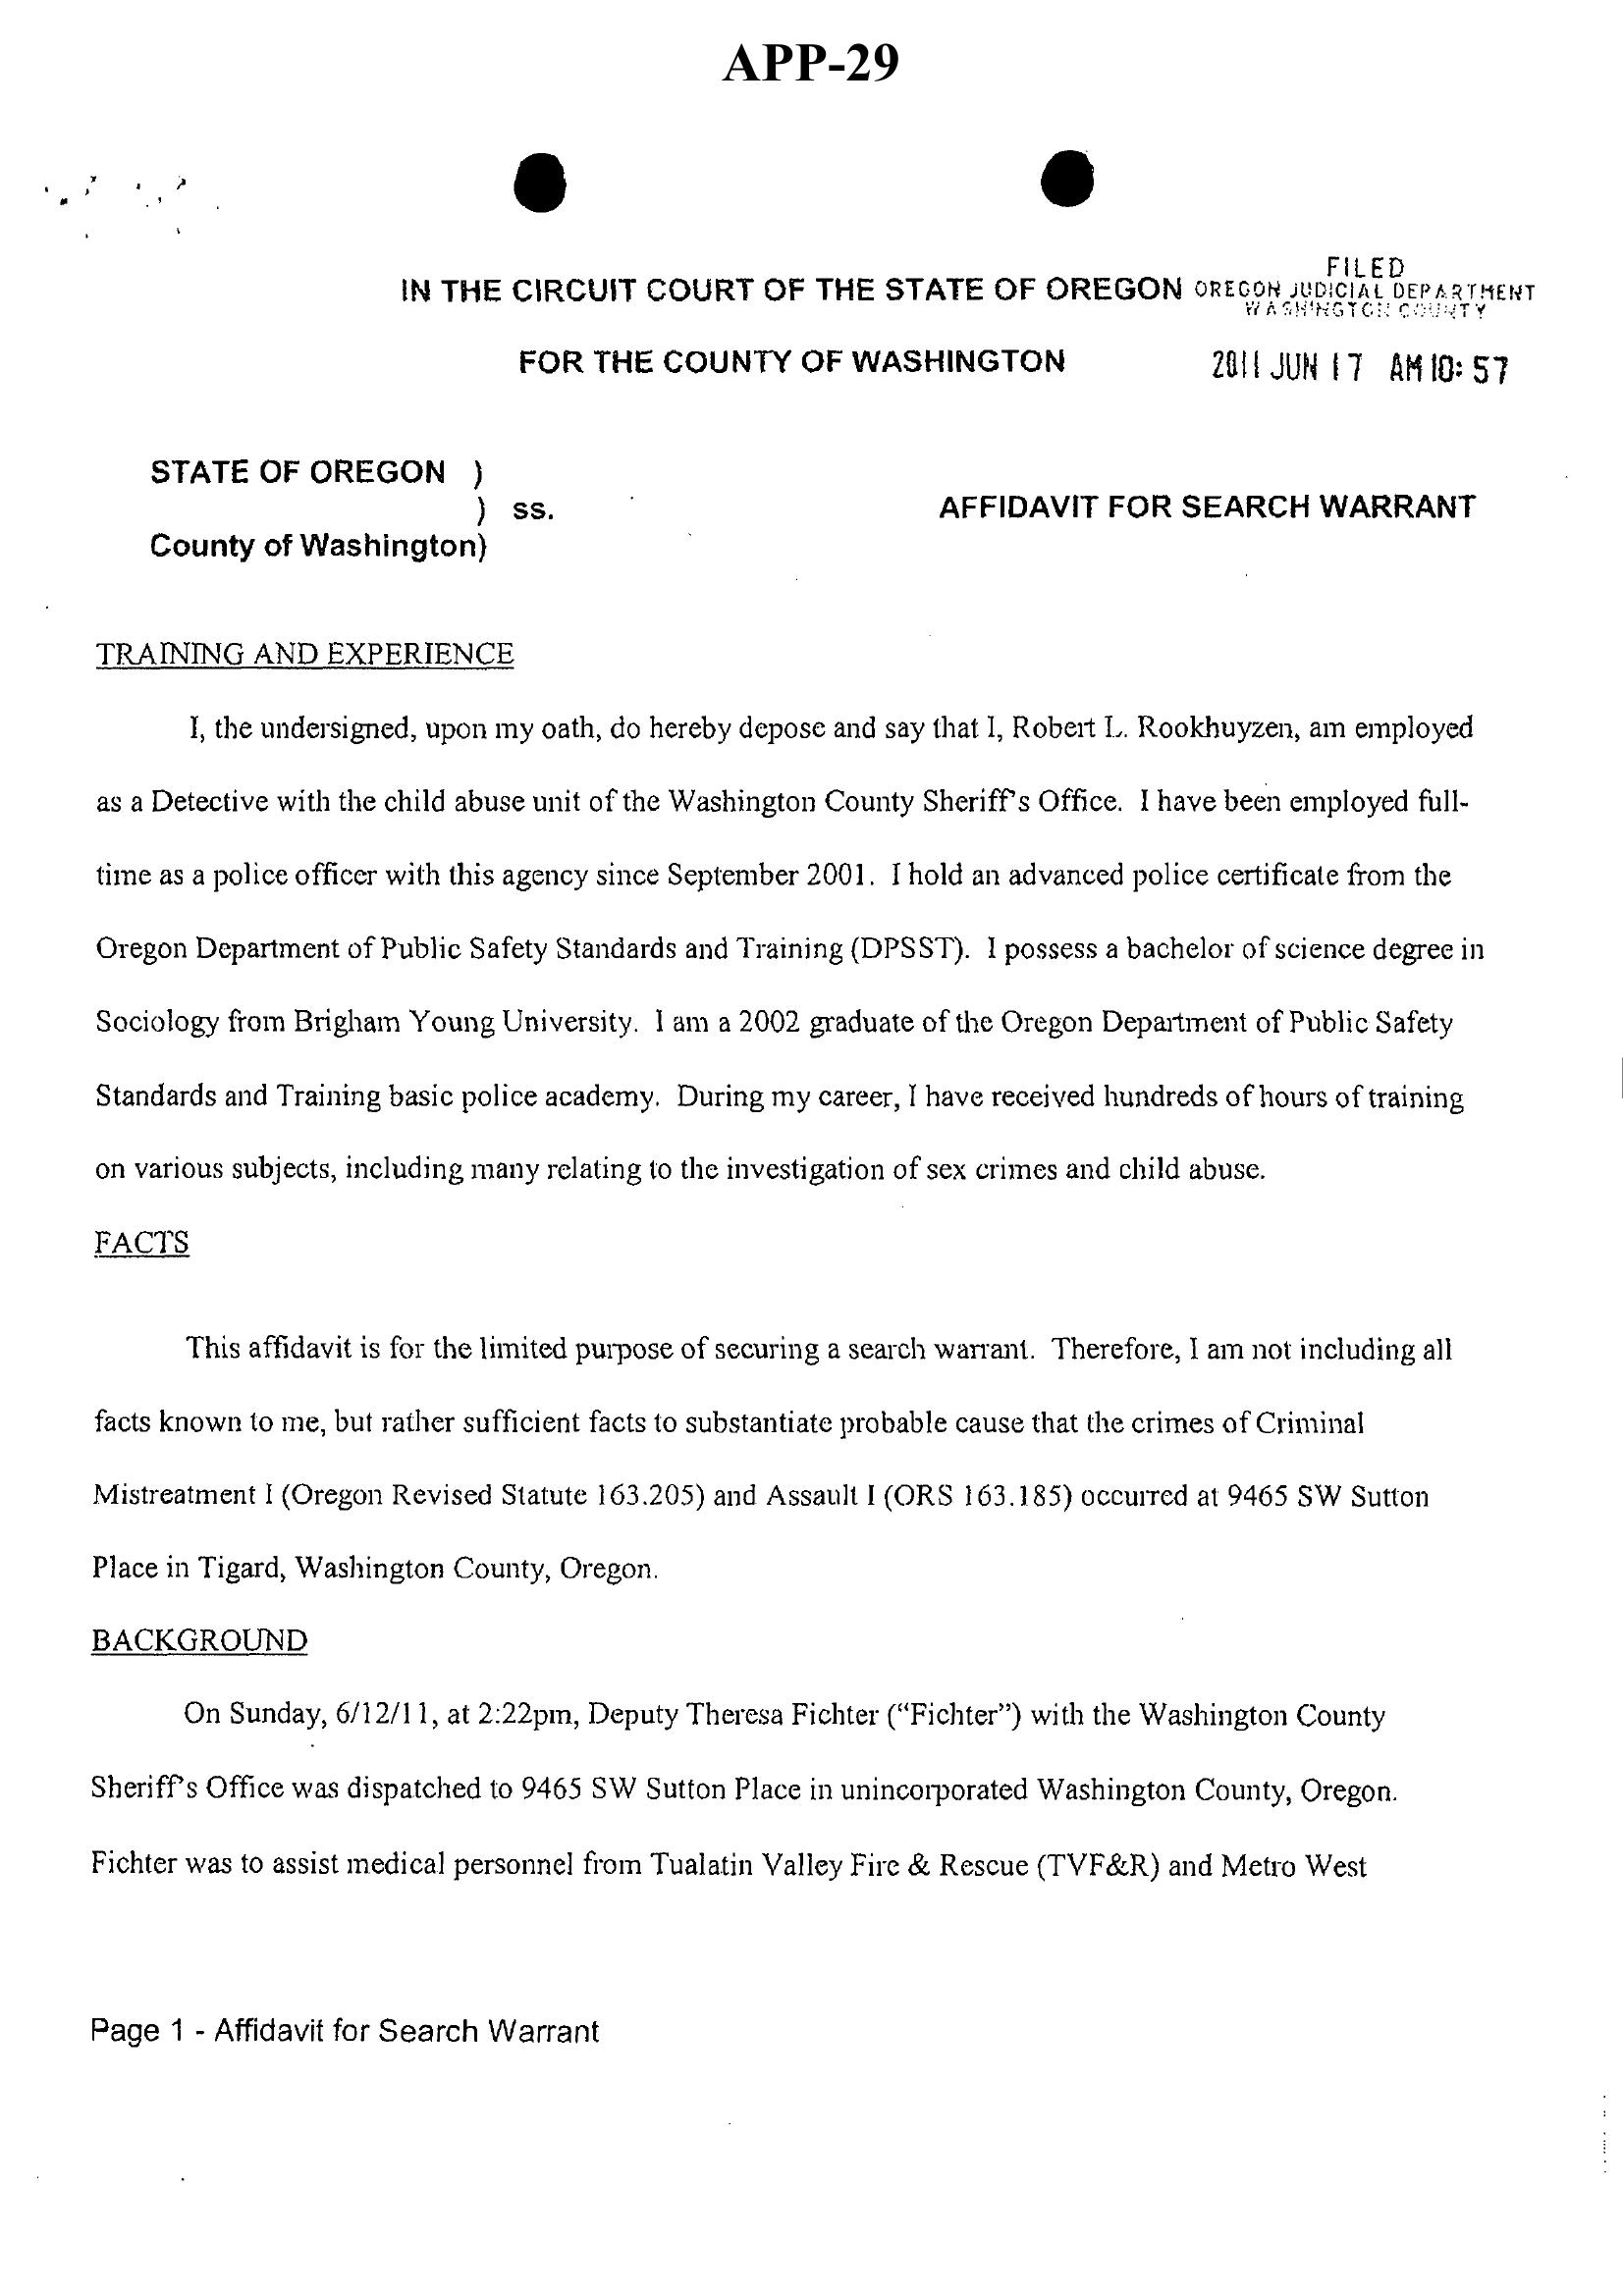 APP-29
FILED
IN THE CIRCUIT COURT OF THE STATE OF OREGON OREGON JUDICIAL DEPARTMENT
WASHINGTON COUNTY
FOR THE COUNTY OF WASHINGTON 2011 JUN 17 AM 10:57
STATE OF OREGON )
) ss. AFFIDAVIT FOR SEARCH WARRANT
County of Washington)
TRAINING AND EXPERIENCE
I, the undersigned, upon my oath, do hereby depose and say that I, Robert L. Rookhuyzen, am employed
as a Detective with the child abuse unit of the Washington County Sheriff's Office. I have been employed full-
time as a police officer with this agency since September 2001. I hold an advanced police certificate from the
Oregon Department of Public Safety Standards and Training (DPSST). I possess a bachelor of science degree in
Sociology from Brigham Young University. I am a 2002 graduate of the Oregon Department of Public Safety
Standards and Training basic police academy. During my career, I have received hundreds of hours of training
on various subjects, including many relating to the investigation of sex crimes and child abuse.
FACTS
This affidavit is for the limited purpose of securing a search warrant. Therefore, I am not including all
facts known to me, but rather sufficient facts to substantiate probable cause that the crimes of Criminal
Mistreatment I (Oregon Revised Statute 163.205) and Assault I (ORS 163.185) occurred at 9465 SW Sutton
Place in Tigard, Washington County, Oregon.
BACKGROUND
On Sunday, 6/12/11, at 2:22pm, Deputy Theresa Fichter ("Fichter") with the Washington County
Sheriff's Office was dispatched to 9465 SW Sutton Place in unincorporated Washington County, Oregon.
Fichter was to assist medical personnel from Tualatin Valley Fire & Rescue (TVF&R) and Metro West
Page 1 - Affidavit for Search Warrant